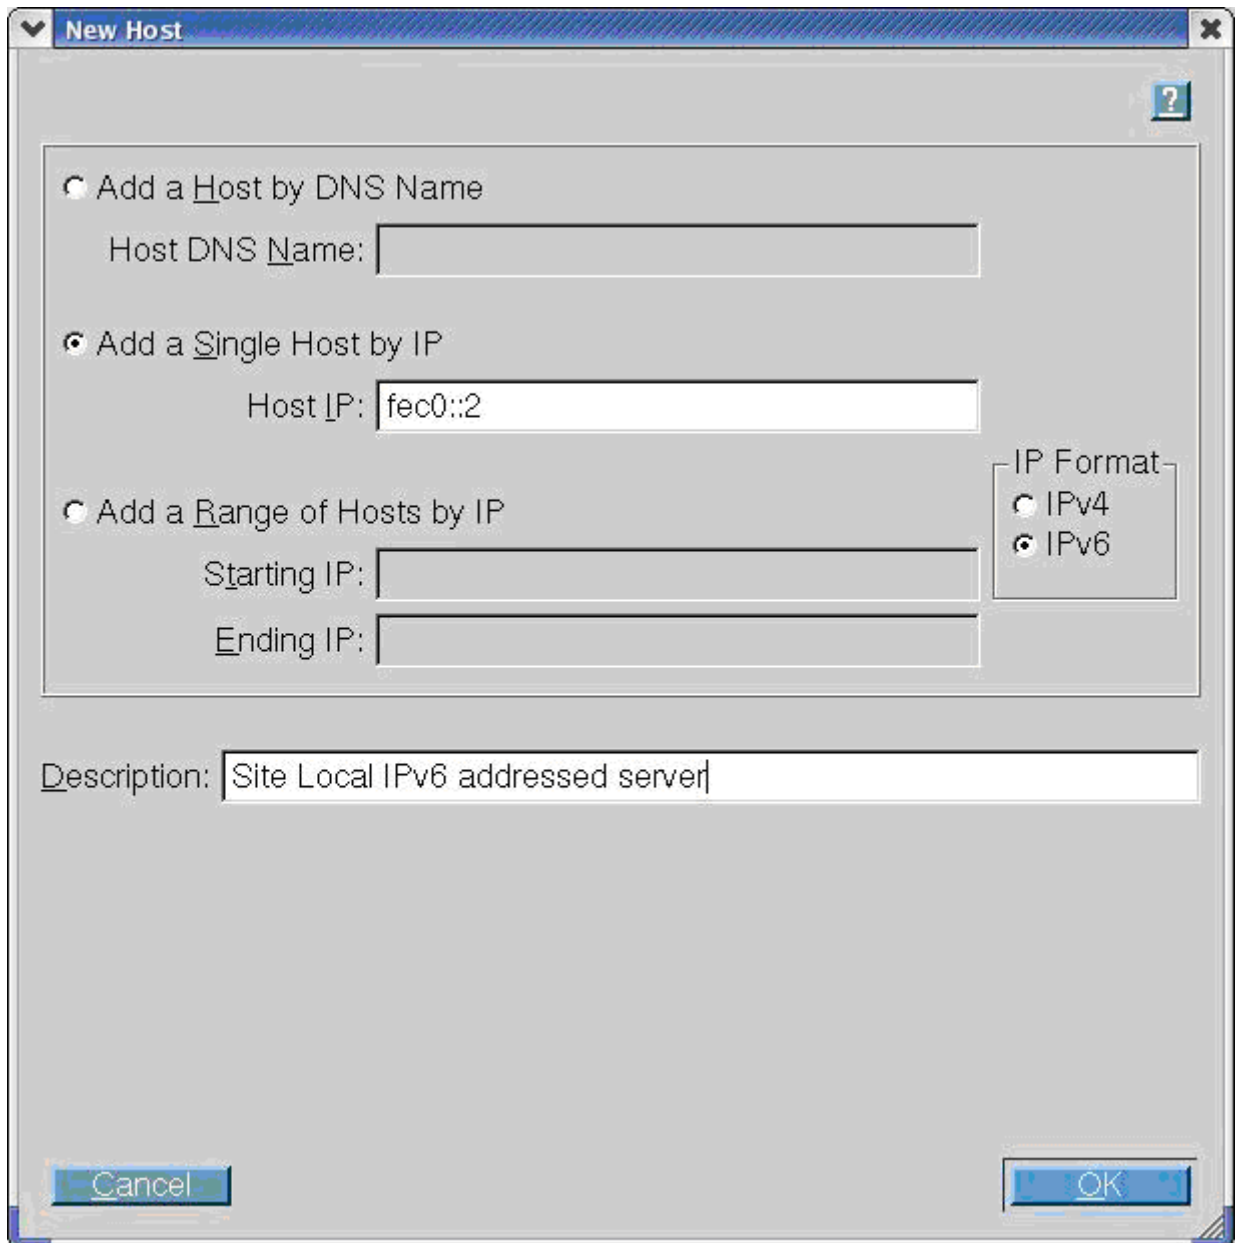 New Host
?
Add a Host by DNS Name
Host DNS Name:
Add a Single Host by IP
Host IP: fec0::2
IP Format
IPv4
IPv6
Add a Range of Hosts by IP
Starting IP:
Ending IP:
Description: Site Local IPv6 addressed server
Cancel
OK